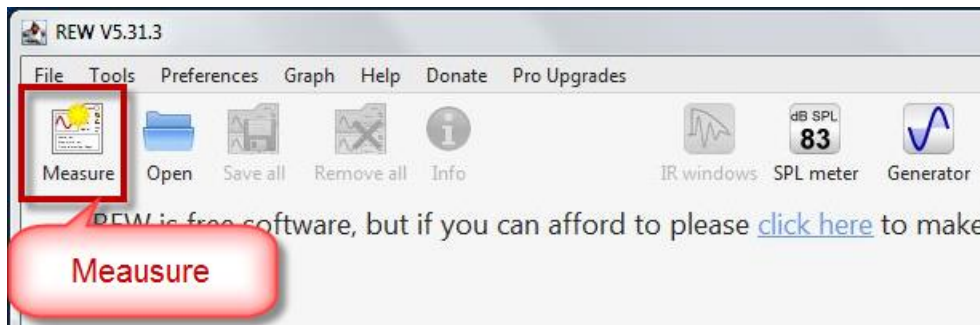 REW V5.31.3
File Tools Preferences Graph Help Donate Pro Upgrades
dB SPL
83
Measure Open Save all Remove all Info IR windows SPL meter Generator
REW is free software, but if you can afford to please click here to make
Meausure